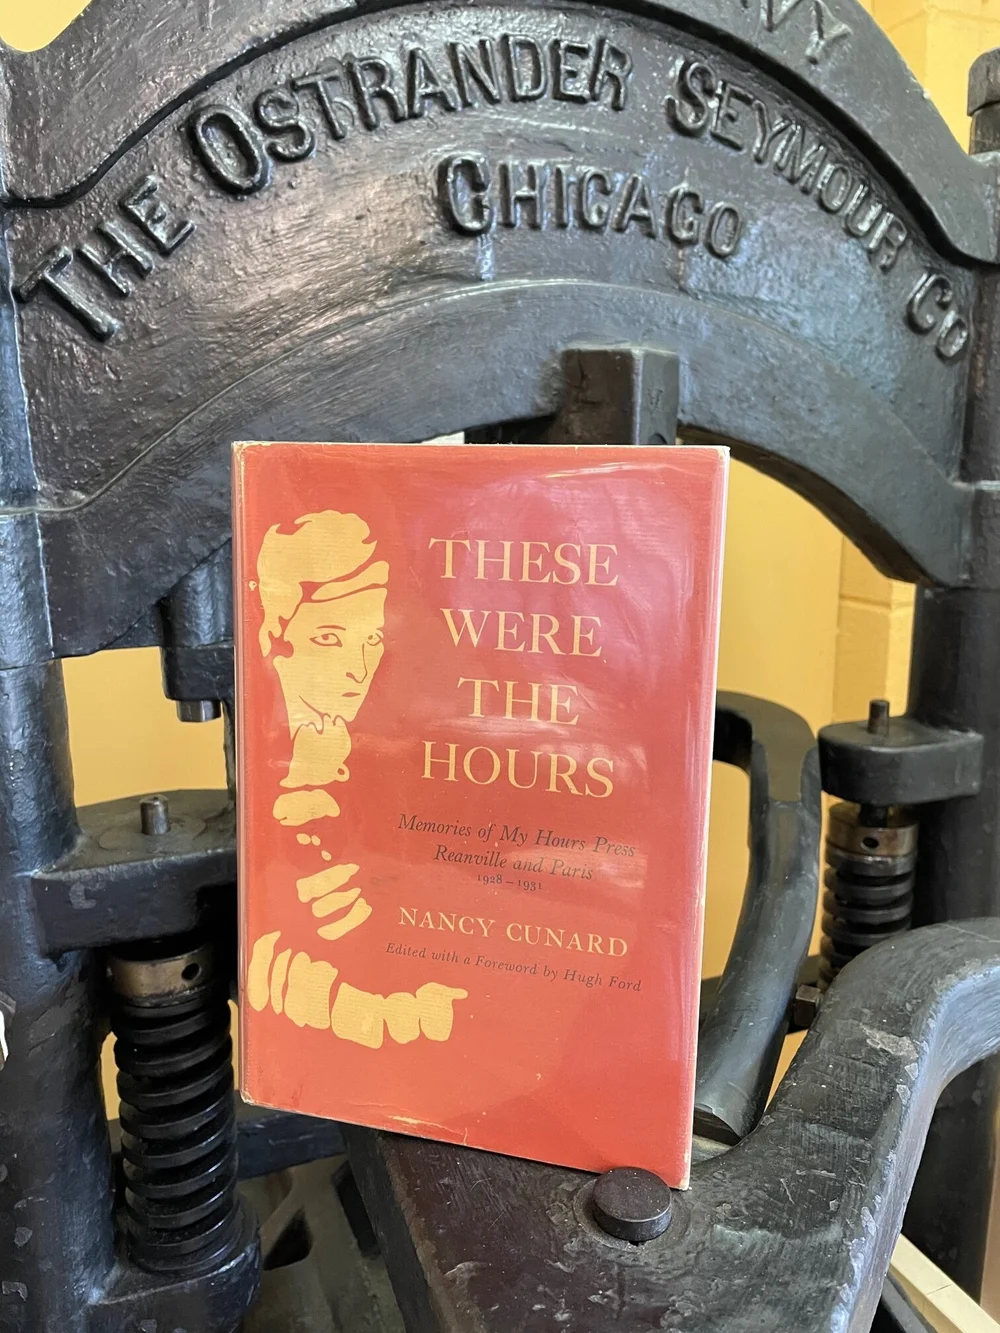 VY
THE OSTRANDER SEYMOUR CO
CHICAGO
THESE
WERE
THE
HOURS
Memories of My Hours Press
Reanville and Paris
1928–1931
NANCY CUNARD
Edited with a Foreword by Hugh Ford